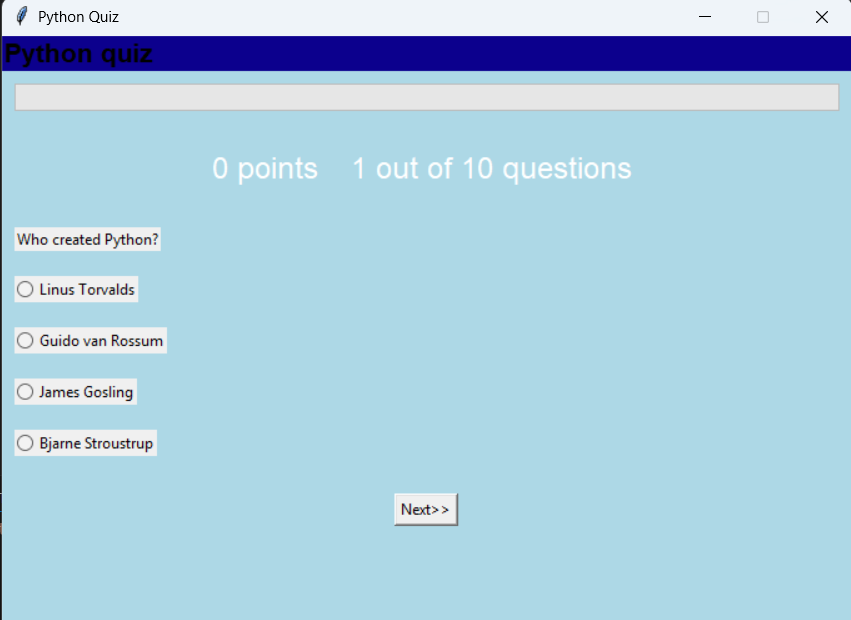 Python Quiz
Python quiz
0 points 1 out of 10 questions
Who created Python?
Linus Torvalds
Guido van Rossum
James Gosling
Bjarne Stroustrup
Next>>